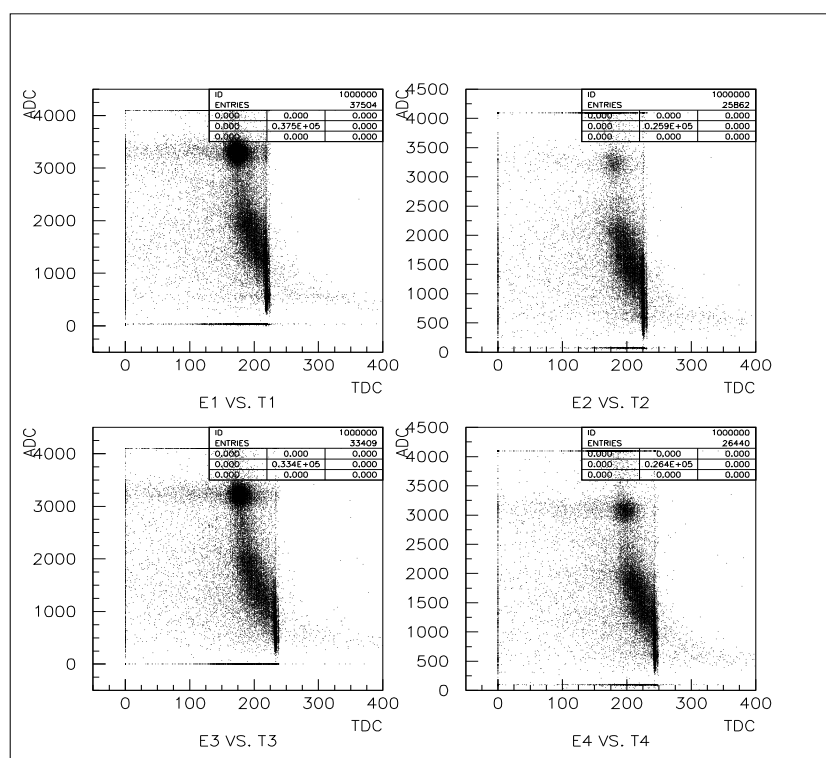 ADC
ID 1000000
ENTRIES 37504
0.000 0.000 0.000
0.000 0.375E+05 0.000
0.000 0.000 0.000
4000
3000
2000
1000
0
0 100 200 300 400
TDC
E1 VS. T1
ADC
ID 1000000
ENTRIES 25862
0.000 0.000 0.000
0.000 0.259E+05 0.000
0.000 0.000 0.000
4500
4000
3500
3000
2500
2000
1500
1000
500
0
0 100 200 300 400
TDC
E2 VS. T2
ADC
ID 1000000
ENTRIES 33409
0.000 0.000 0.000
0.000 0.334E+05 0.000
0.000 0.000 0.000
4000
3000
2000
1000
0
0 100 200 300 400
TDC
E3 VS. T3
ADC
ID 1000000
ENTRIES 26440
0.000 0.000 0.000
0.000 0.264E+05 0.000
0.000 0.000 0.000
4500
4000
3500
3000
2500
2000
1500
1000
500
0
0 100 200 300 400
TDC
E4 VS. T4